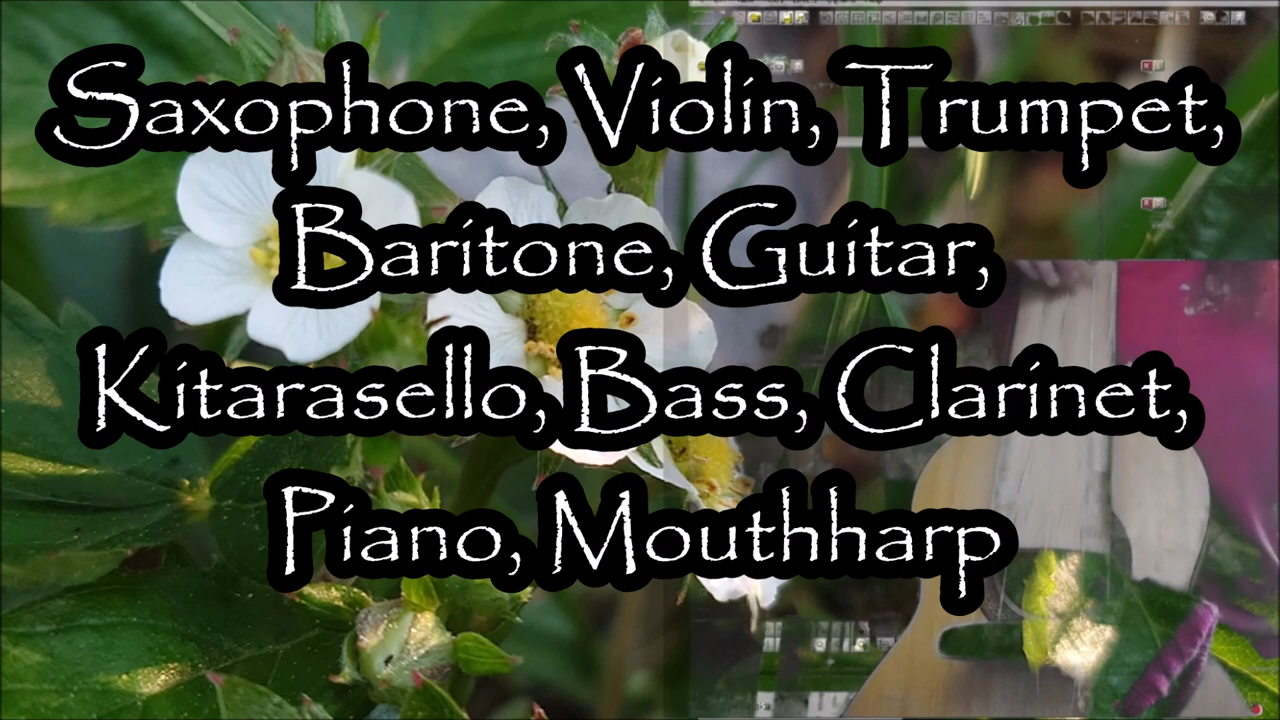 Saxophone, Violin, Trumpet,
Baritone, Guitar,
Kitarasello, Bass, Clarinet,
Piano, Mouthharp